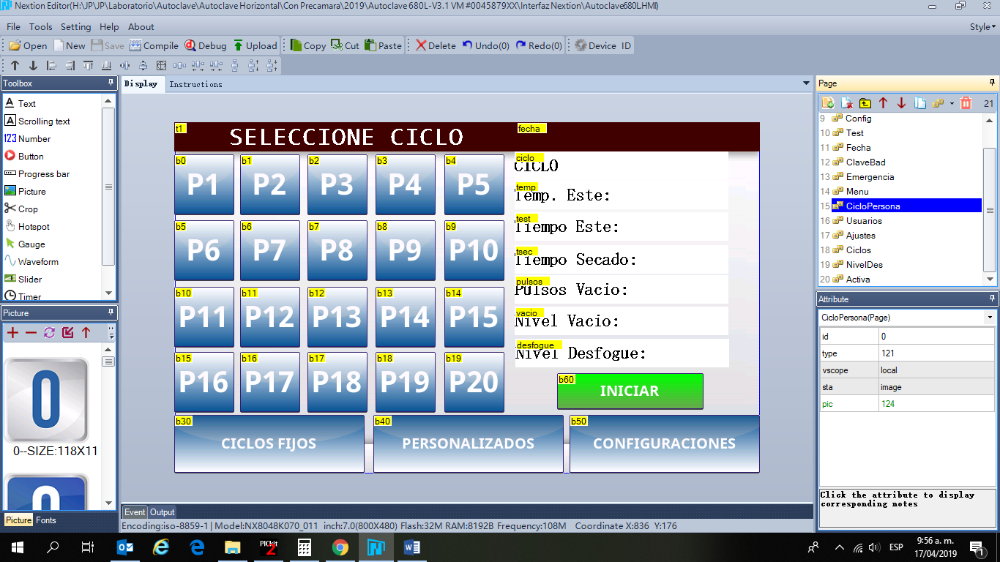 Nextion Editor(H:\JP\JP\Laboratorio\Autoclave\Autoclave Horizontal\Con Precamara\2019\Autoclave 680L-V3.1 VM #0045879XX\Interfaz Nextion\Autoclave680L.HMI)
File Tools Setting Help About Style
Open New Save Compile Debug Upload Copy Cut Paste Delete Undo(0) Redo(0) Device ID
Toolbox
Text
Scrolling text
123 Number
Button
Progress bar
Picture
Crop
Hotspot
Gauge
Waveform
Slider
Timer
Picture
0
0--SIZE:118X11
0
Picture Fonts
Display Instructions
t1 SELECCIONE CICLO fecha
b0 P1 b1 P2 b2 P3 b3 P4 b4 P5
b5 P6 b6 P7 b7 P8 b8 P9 b9 P10
b10 P11 b11 P12 b12 P13 b13 P14 b14 P15
b15 P16 b16 P17 b17 P18 b18 P19 b19 P20
ciclo
CICLO
temp
Temp. Este:
test
Tiempo Este:
tsec
Tiempo Secado:
pulsos
Pulsos Vacio:
vacio
Nivel Vacio:
desfogue
Nivel Desfogue:
b60 INICIAR
b30 CICLOS FIJOS b40 PERSONALIZADOS b50 CONFIGURACIONES
Event Output
Encoding:iso-8859-1 Model:NX8048K070_011 inch:7.0(800X480) Flash:32M RAM:8192B Frequency:108M Coordinate X:836 Y:176
Page
21
9 Config
10 Test
11 Fecha
12 ClaveBad
13 Emergencia
14 Menu
15 CicloPersona
16 Usuarios
17 Ajustes
18 Ciclos
19 NivelDes
20 Activa
Attribute
CicloPersona(Page)
id 0
type 121
vscope local
sta image
pic 124
Click the attribute to display
corresponding notes
PICkit
2
ESP
9:56 a. m.
17/04/2019
1